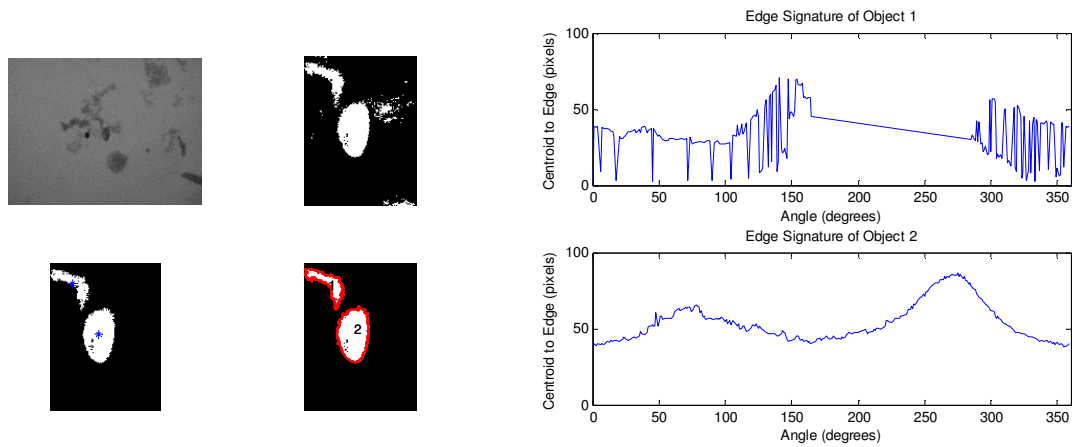 Edge Signature of Object 1
100
50
0
Centroid to Edge (pixels)
0 50 100 150 200 250 300 350
Angle (degrees)
2
Edge Signature of Object 2
100
50
0
Centroid to Edge (pixels)
0 50 100 150 200 250 300 350
Angle (degrees)